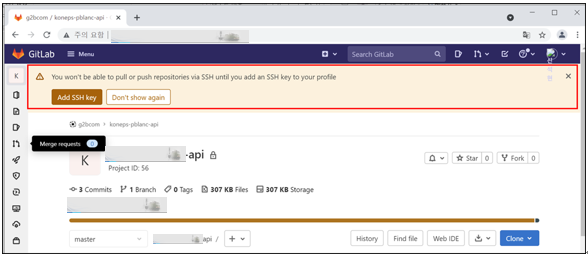 g2bcom / koneps-pblanc-api
주의 요함
GitLab
Menu
Search GitLab
K
You won't be able to pull or push repositories via SSH until you add an SSH key to your profile
Add SSH key
Don't show again
g2bcom > koneps-pblanc-api
Merge requests 0
K
-api
Project ID: 56
Star 0
Fork 0
3 Commits 1 Branch 0 Tags 307 KB Files 307 KB Storage
master
api /
+
History
Find file
Web IDE
Clone